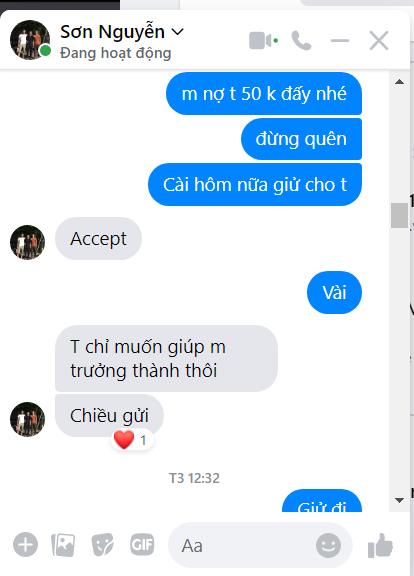 Sơn Nguyễn
Đang hoạt động
m nợ t 50 k đấy nhé
đừng quên
Cài hôm nữa giử cho t
Accept
Vài
T chỉ muốn giúp m
trưởng thành thôi
Chiều gửi
1
T3 12:32
Giử đi
GIF
Aa